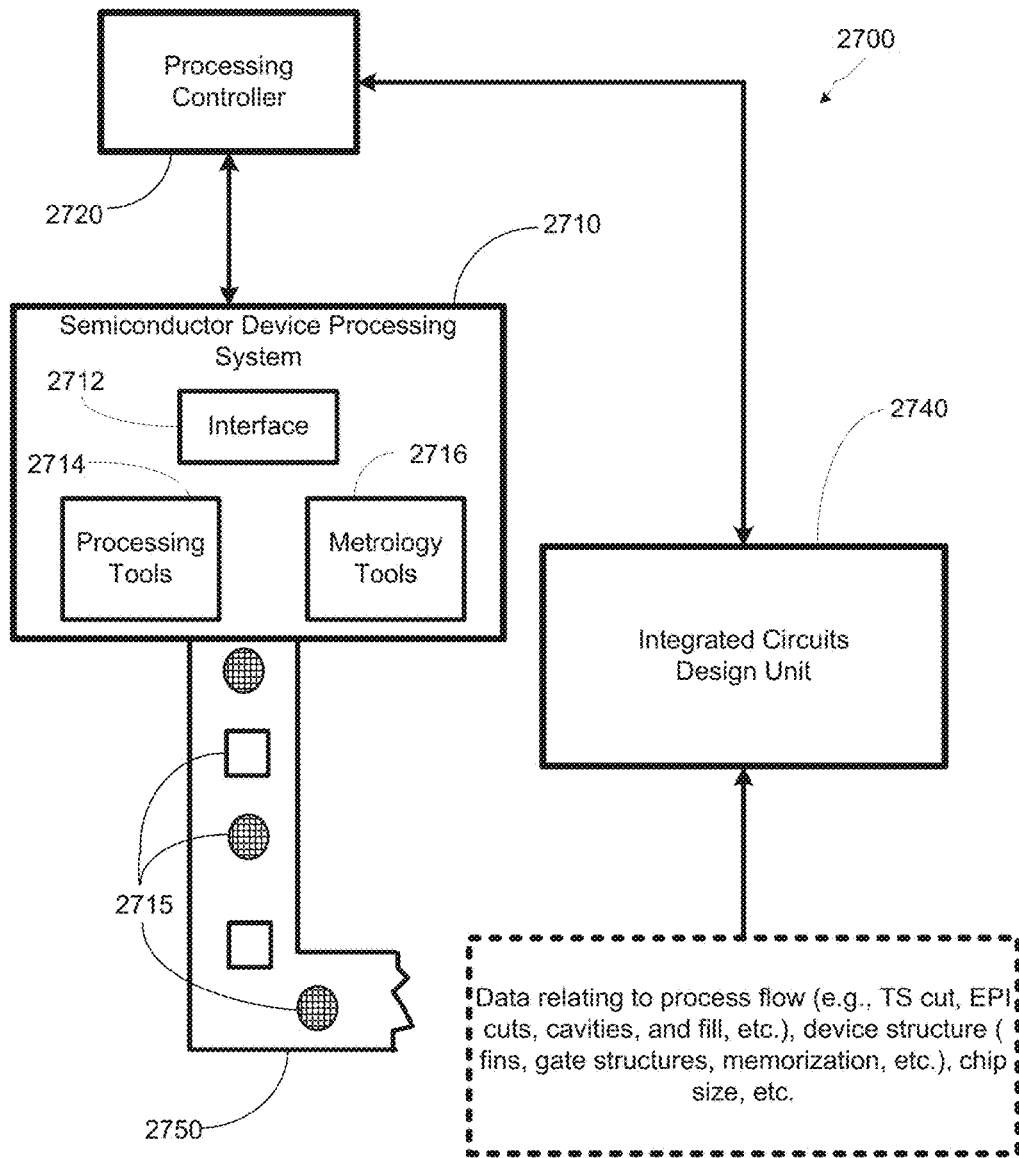 Processing
Controller
2700
2720
2710
Semiconductor Device Processing
System
2712
Interface
2740
2714
2716
Processing
Tools
Metrology
Tools
Integrated Circuits
Design Unit
2715
Data relating to process flow (e.g., TS cut, EPI
cuts, cavities, and fill, etc.), device structure (
fins, gate structures, memorization, etc.), chip
size, etc.
2750